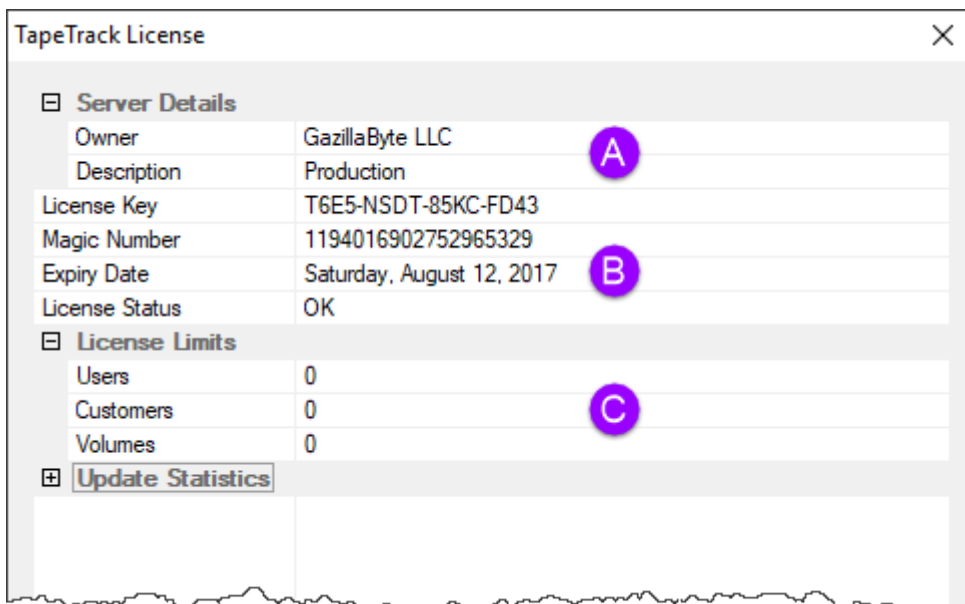 TapeTrack License
Server Details
Owner GazillaByte LLC
A
Description Production
License Key T6E5-NSDT-85KC-FD43
Magic Number 1194016902752965329
Expiry Date Saturday, August 12, 2017 B
License Status OK
License Limits
Users 0
Customers 0 C
Volumes 0
Update Statistics